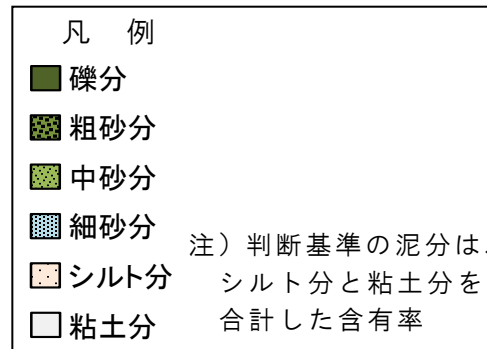 凡 例
礫分
粗砂分
中砂分
細砂分
シルト分
粘土分
注）判断基準の泥分は、
シルト分と粘土分を
合計した含有率